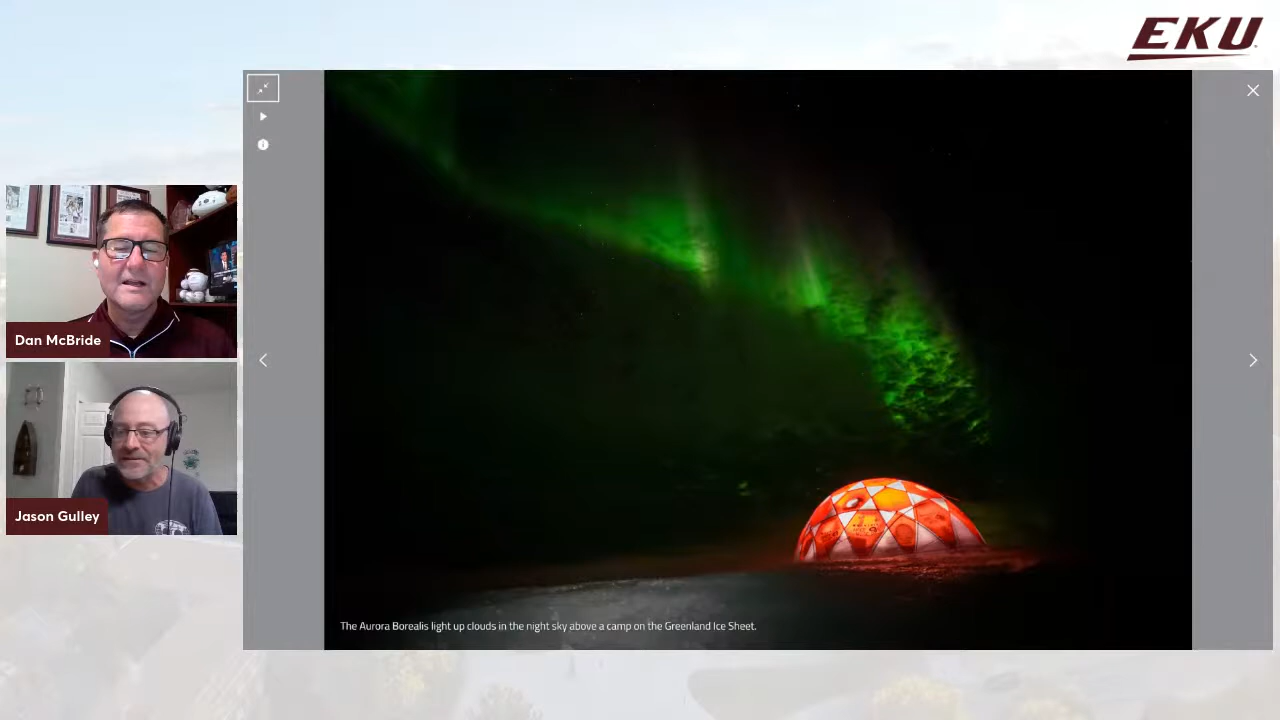 EKU
Dan McBride
Jason Gulley
The Aurora Borealis light up clouds in the night sky above a camp on the Greenland Ice Sheet.